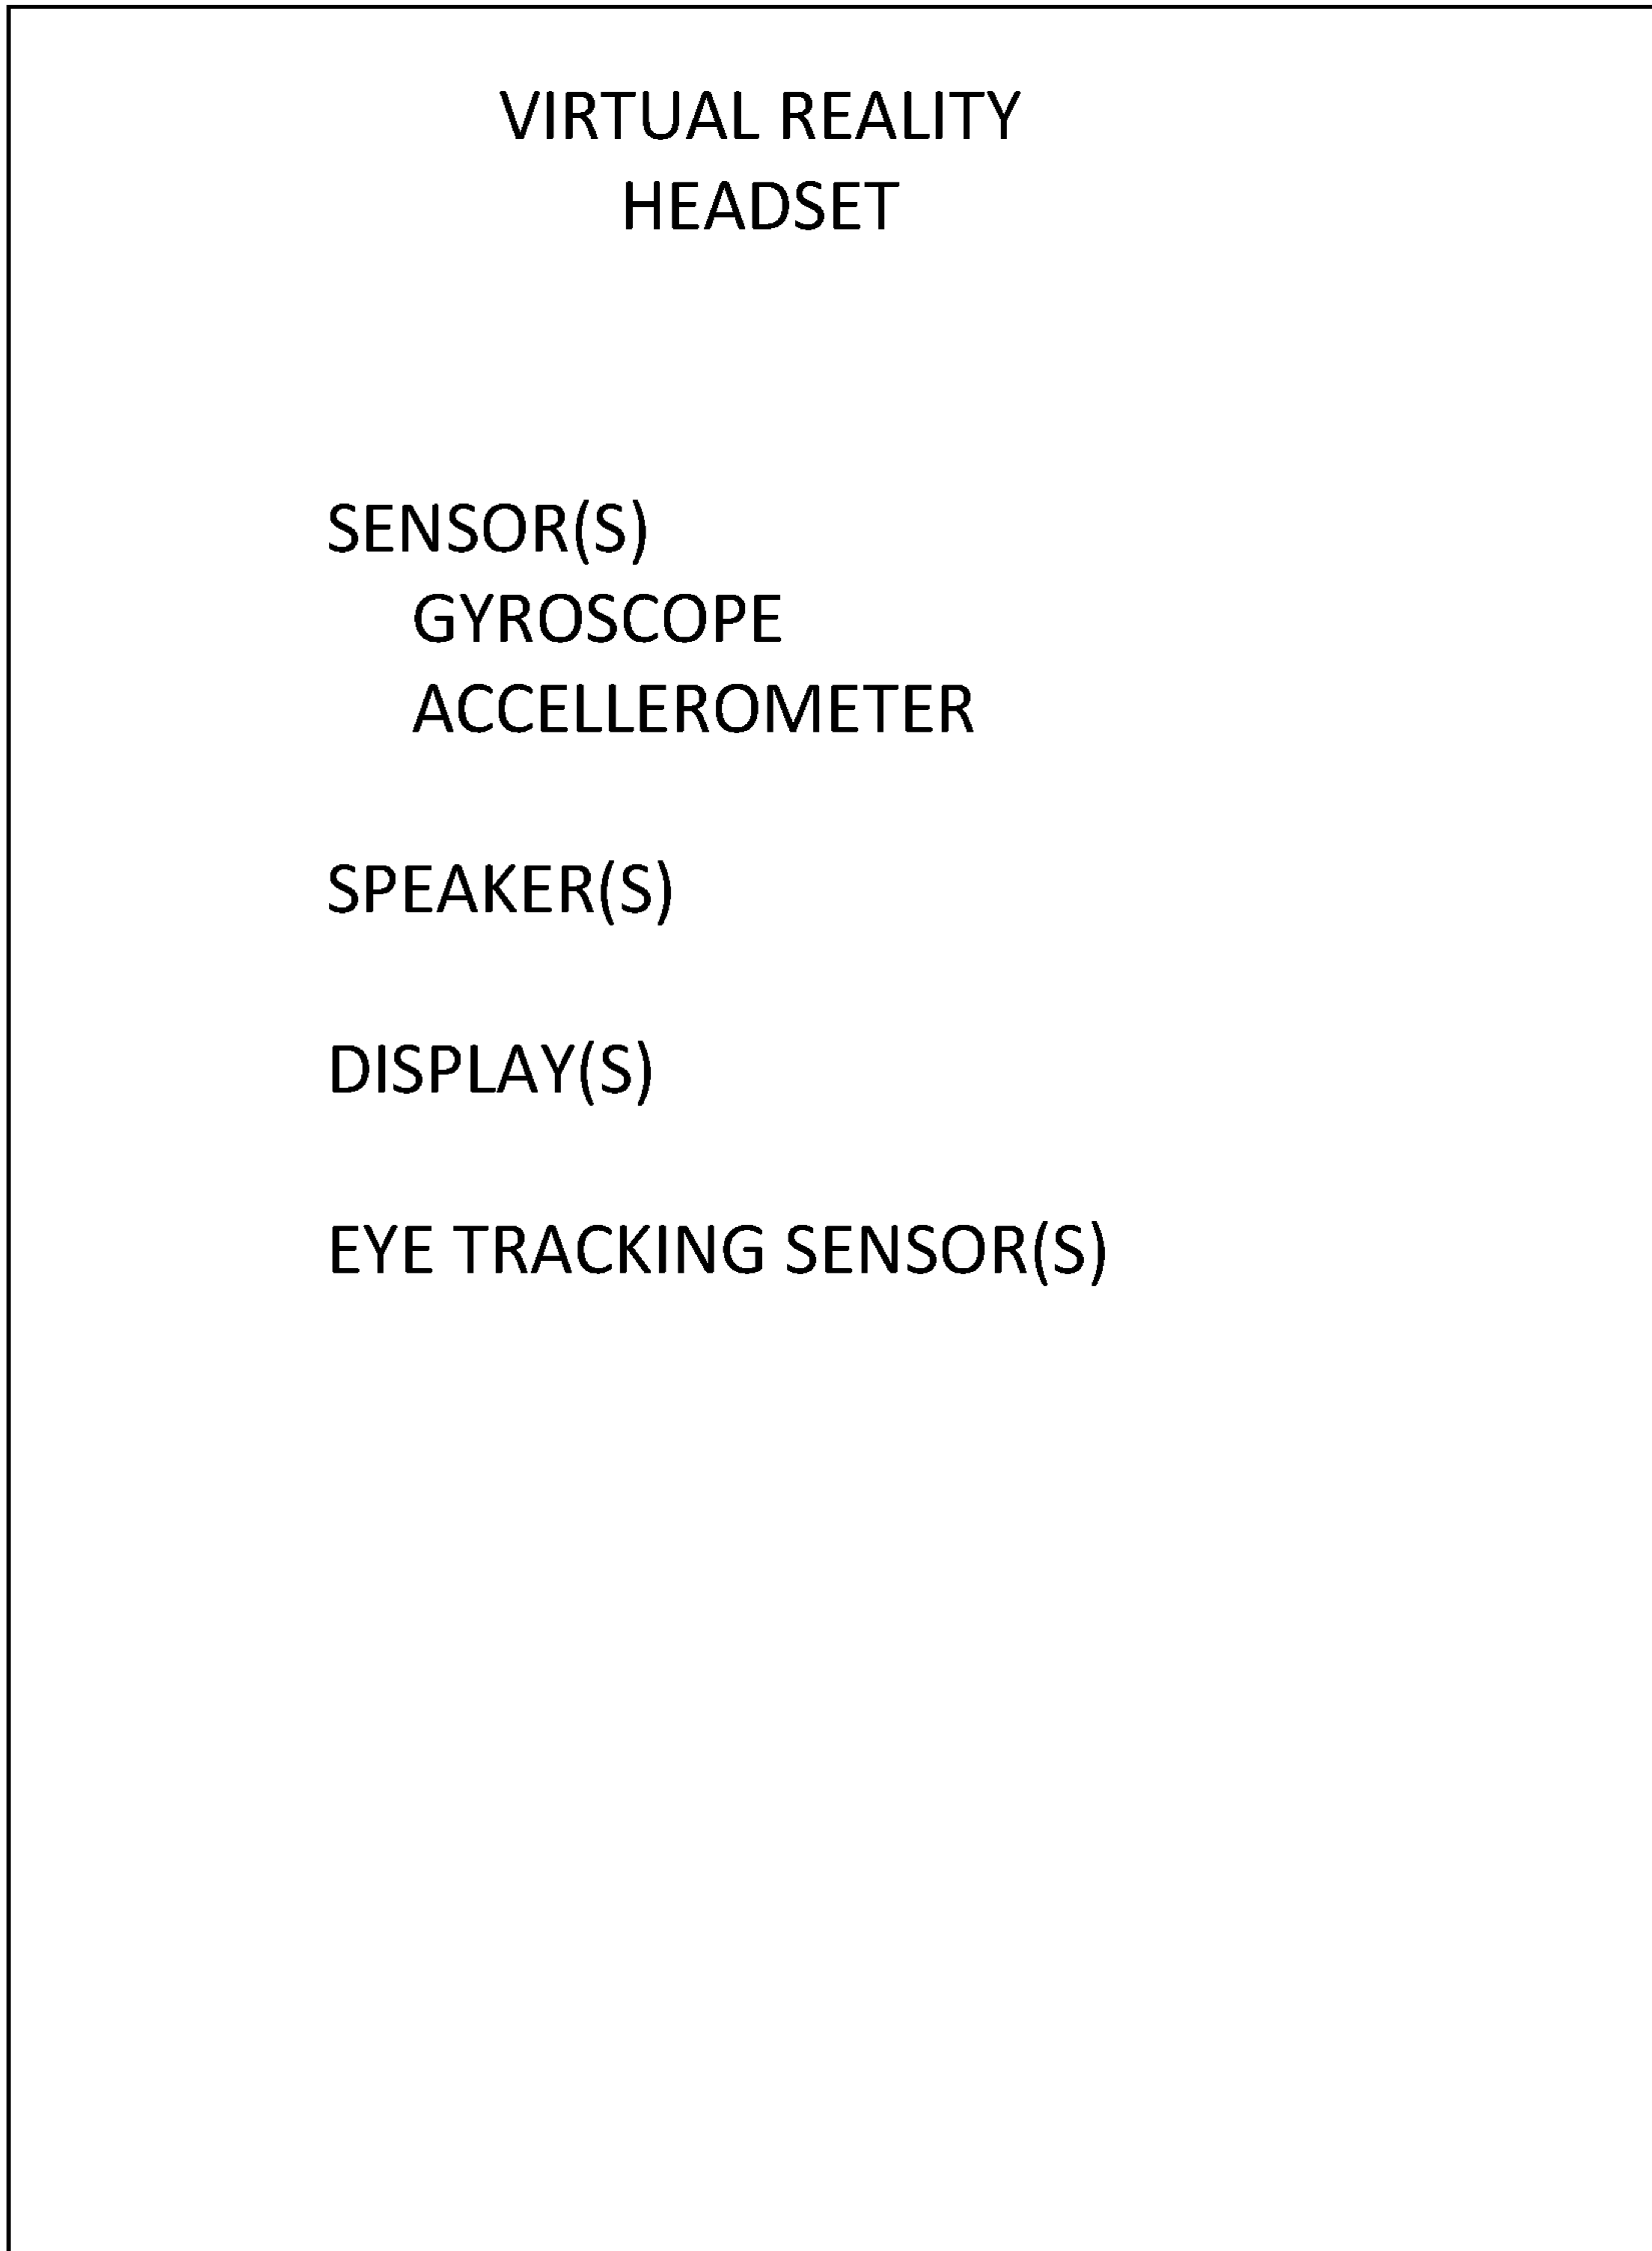 VIRTUAL REALITY
HEADSET
SENSOR(S)
GYROSCOPE
ACCELLEROMETER
SPEAKER(S)
DISPLAY(S)
EYE TRACKING SENSOR(S)